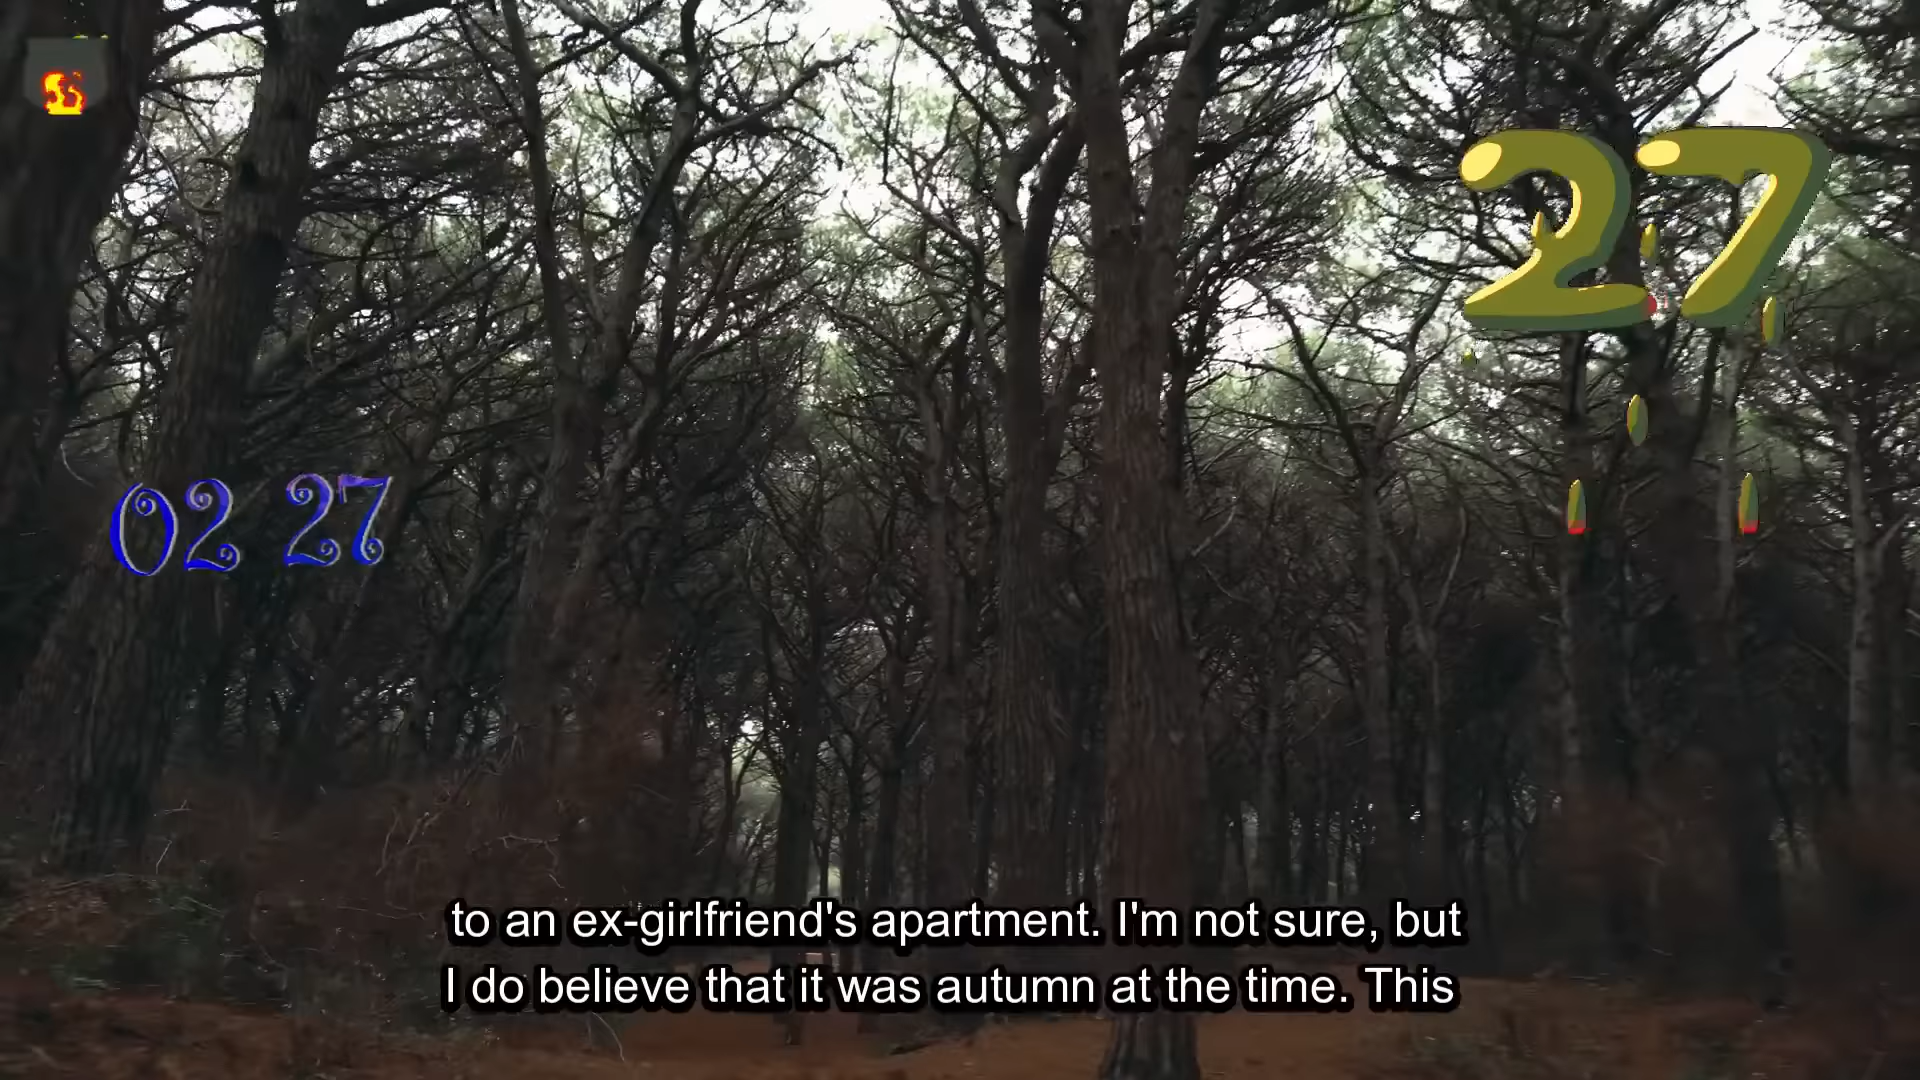 27
02 27
to an ex-girlfriend's apartment. I'm not sure, but
I do believe that it was autumn at the time. This